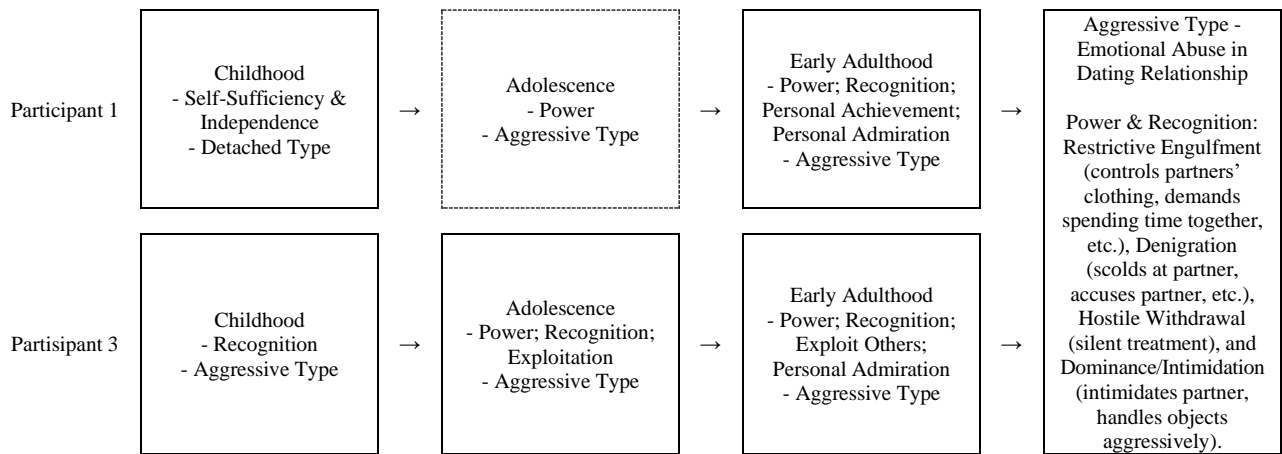 Participant 1
Childhood
- Self-Sufficiency &
Independence
- Detached Type
→
Adolescence
- Power
- Aggressive Type
→
Early Adulthood
- Power; Recognition;
Personal Achievement;
Personal Admiration
- Aggressive Type
→
Partisipant 3
Childhood
- Recognition
- Aggressive Type
→
Adolescence
- Power; Recognition;
Exploitation
- Aggressive Type
→
Early Adulthood
- Power; Recognition;
Exploit Others;
Personal Admiration
- Aggressive Type
→
Aggressive Type -
Emotional Abuse in
Dating Relationship
Power & Recognition:
Restrictive Engulfment
(controls partners’
clothing, demands
spending time together,
etc.), Denigration
(scolds at partner,
accuses partner, etc.),
Hostile Withdrawal
(silent treatment), and
Dominance/Intimidation
(intimidates partner,
handles objects
aggressively).